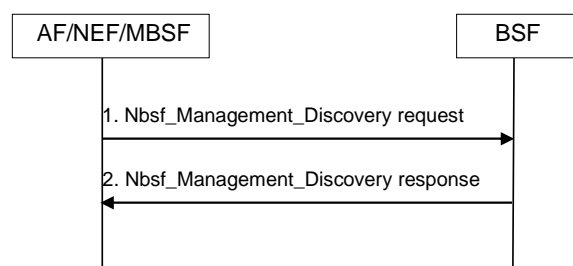 AF/NEF/MBSF
BSF
1. Nbsf_Management_Discovery request
2. Nbsf_Management_Discovery response